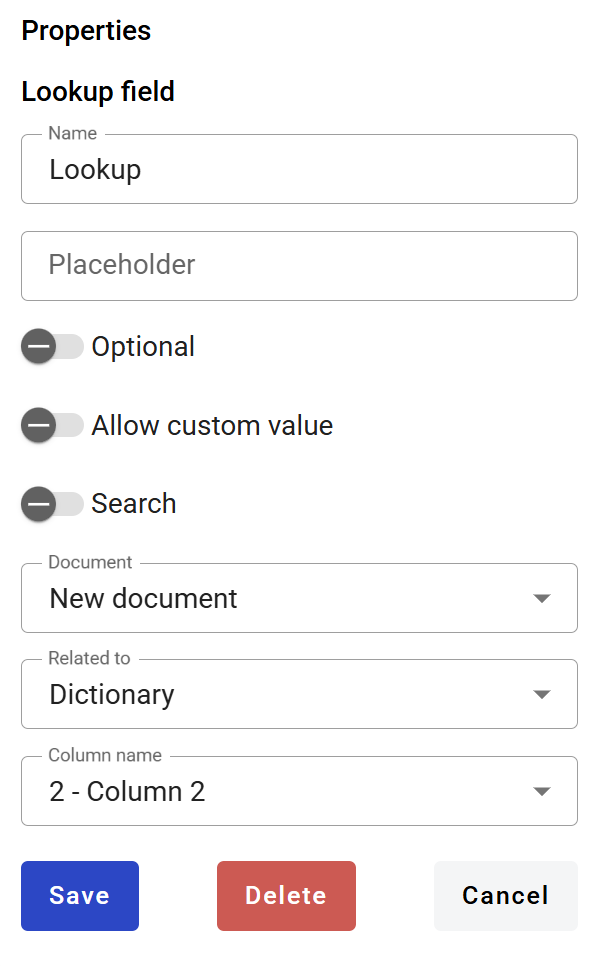 Properties
Lookup field
Name
Lookup
Placeholder
Optional
Allow custom value
Search
Document
New document
Related to
Dictionary
Column name
2 - Column 2
Save Delete Cancel